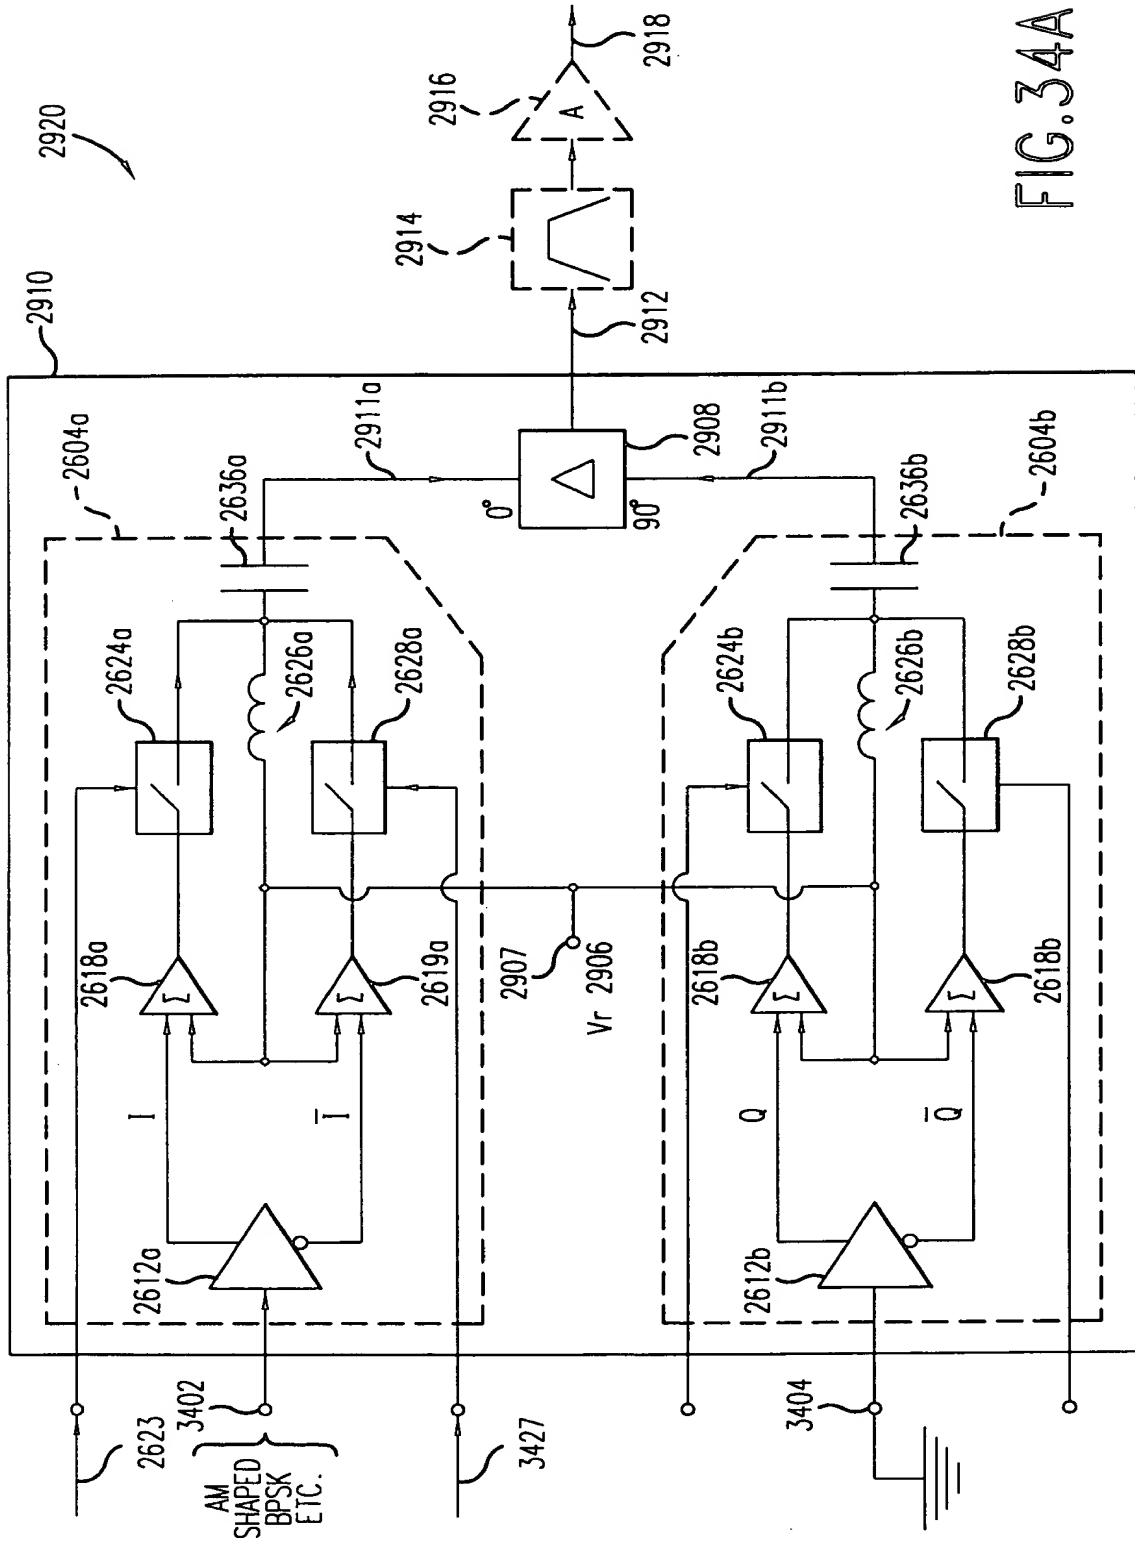 2920
2910
2604a
2636a
2911a
2624a
2626a
2628a
2618a
Σ
2619a
Σ
I
I̅
2612a
2623
3402
AM
SHAPED
BPSK
ETC.
3427
0°
90°
2908
2912
2914
2916
A
2918
2907
Vr 2906
2911b
2636b
2604b
2624b
2626b
2628b
2618b
Σ
2618b
Σ
Q
Q̅
2612b
3404
FIG.34A